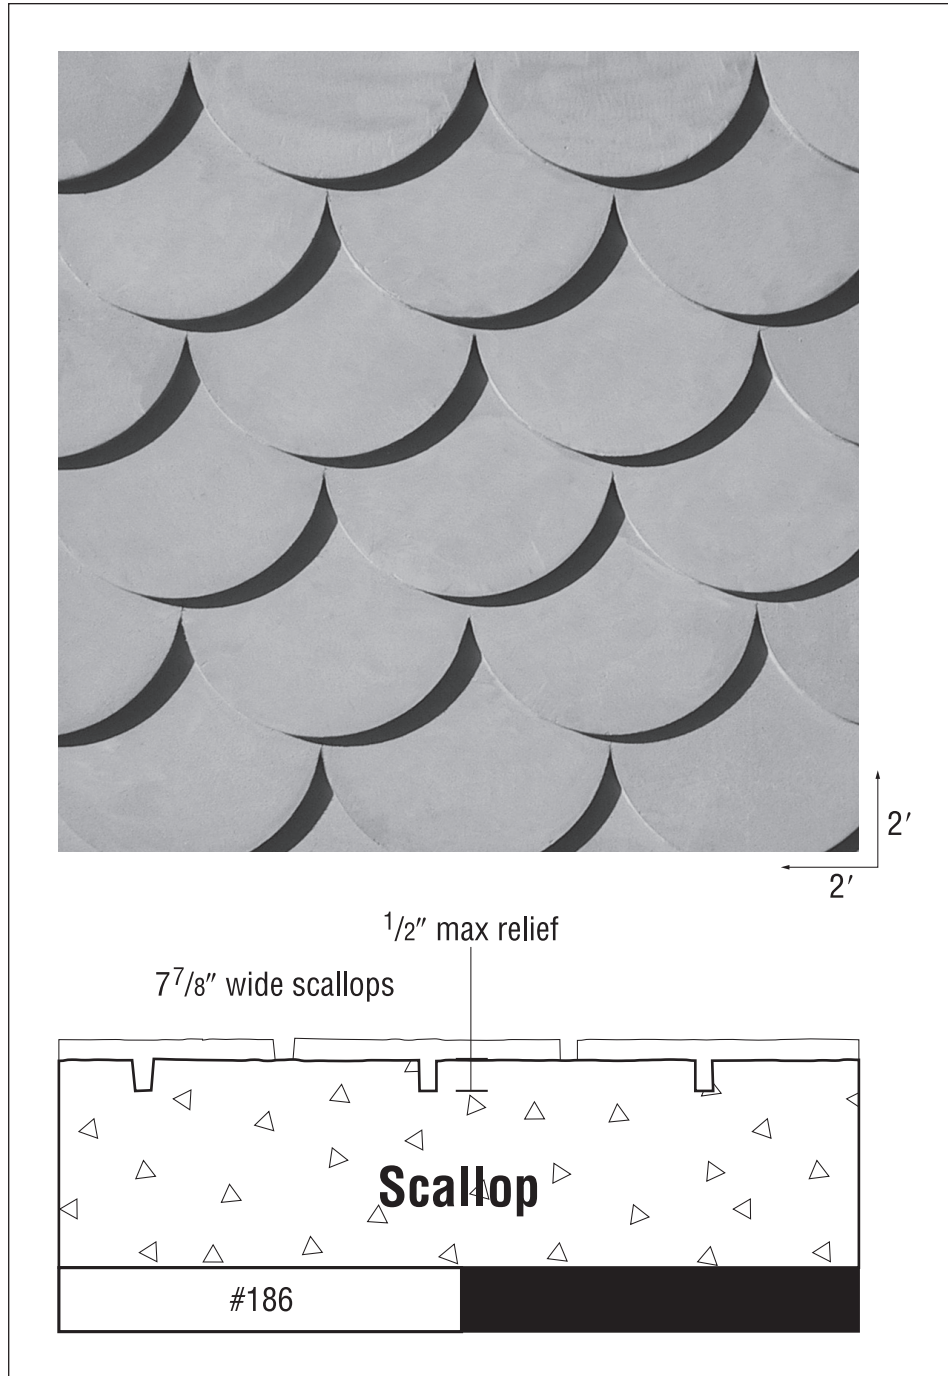 2′
2′
1/2″ max relief
7 7/8″ wide scallops
Scallop
#186